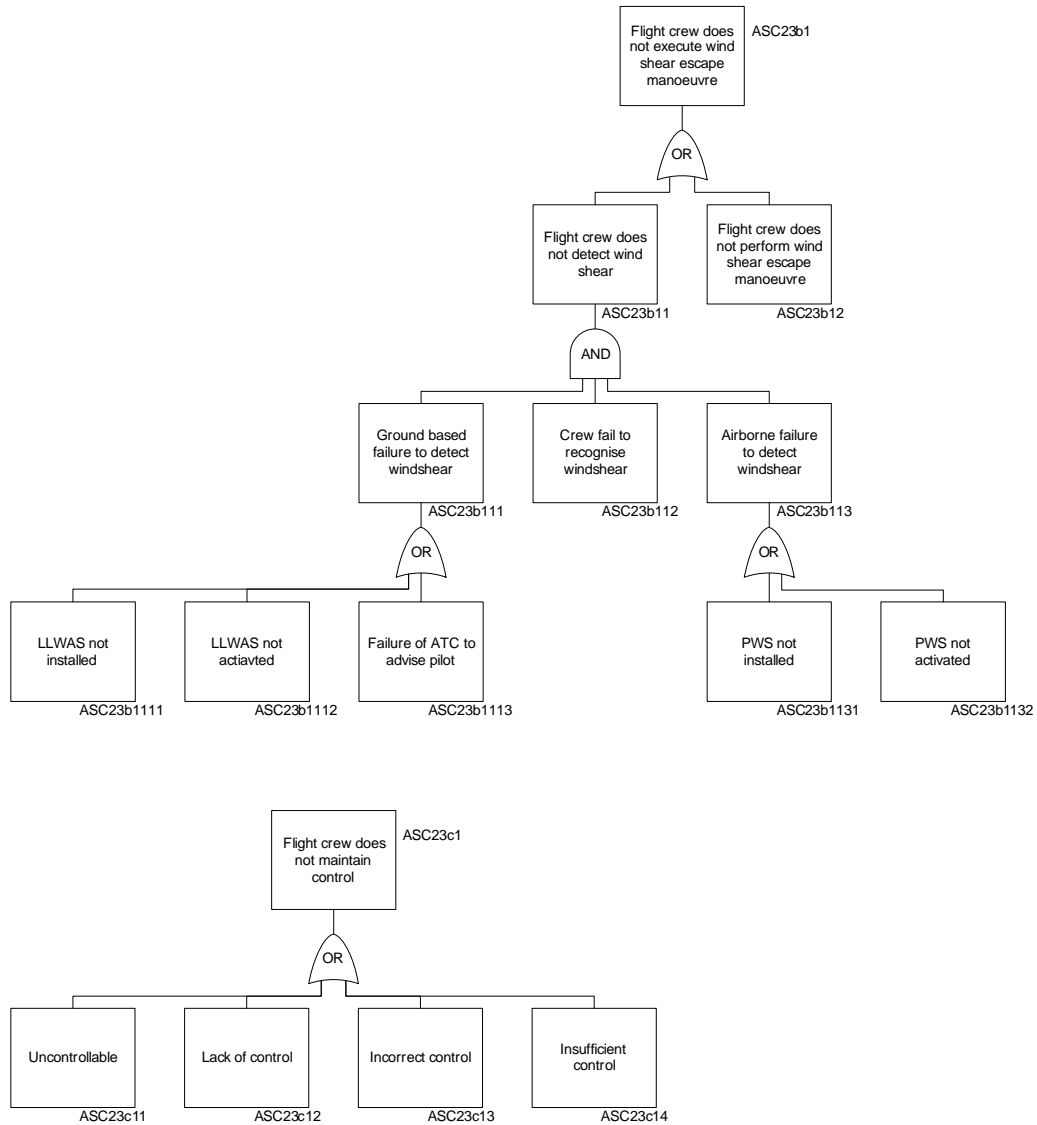 Flight crew does
not execute wind
shear escape
manoeuvre
ASC23b1
OR
Flight crew does
not detect wind
shear
ASC23b11
Flight crew does
not perform wind
shear escape
manoeuvre
ASC23b12
AND
Ground based
failure to detect
windshear
ASC23b111
Crew fail to
recognise
windshear
ASC23b112
Airborne failure
to detect
windshear
ASC23b113
OR
OR
LLWAS not
installed
ASC23b1111
LLWAS not
actiavted
ASC23b1112
Failure of ATC to
advise pilot
ASC23b1113
PWS not
installed
ASC23b1131
PWS not
activated
ASC23b1132
Flight crew does
not maintain
control
ASC23c1
OR
Uncontrollable
ASC23c11
Lack of control
ASC23c12
Incorrect control
ASC23c13
Insufficient
control
ASC23c14